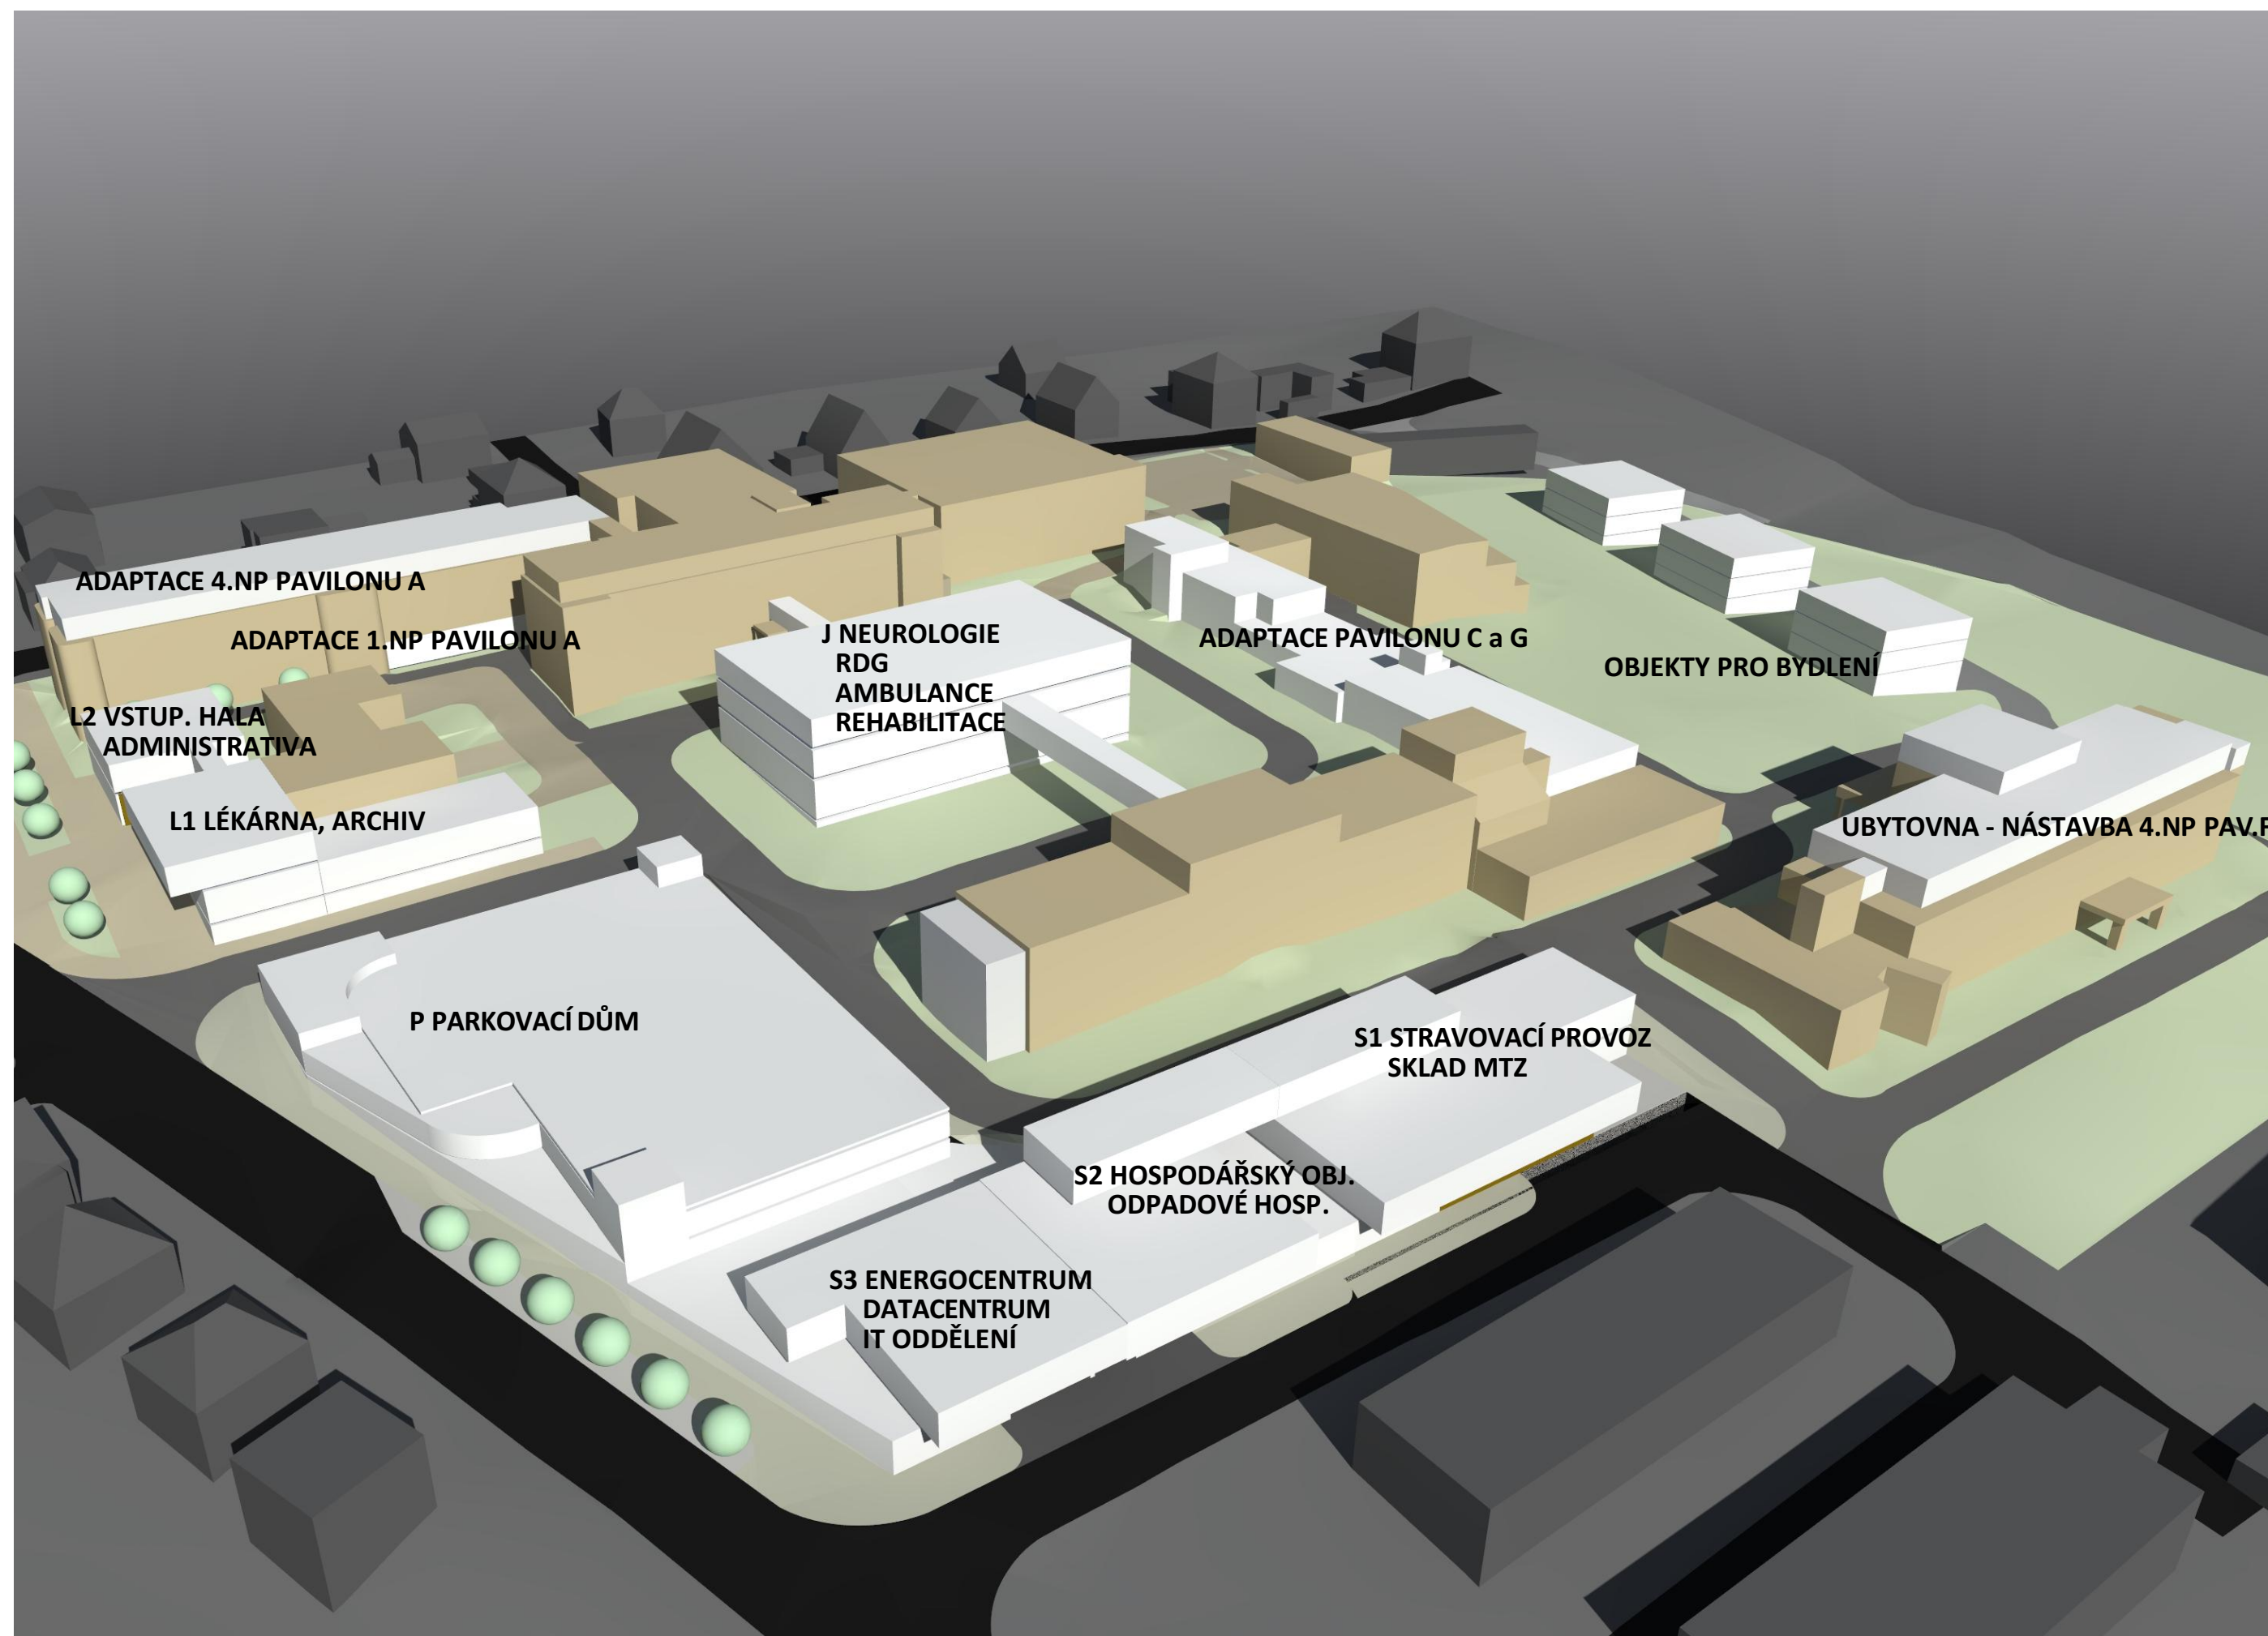 ADAPTACE 4.NP PAVILONU A
ADAPTACE 1.NP PAVILONU A
J NEUROLOGIE
RDG
AMBULANCE
REHABILITACE
ADAPTACE PAVILONU C a G
OBJEKTY PRO BYDLENÍ
L2 VSTUP. HALA
ADMINISTRATIVA
L1 LÉKÁRNA, ARCHIV
UBYTOVNA - NÁSTAVBA 4.NP PAV.F
P PARKOVACÍ DŮM
S1 STRAVOVACÍ PROVOZ
SKLAD MTZ
S2 HOSPODÁŘSKÝ OBJ.
ODPADOVÉ HOSP.
S3 ENERGOCENTRUM
DATACENTRUM
IT ODDĚLENÍ